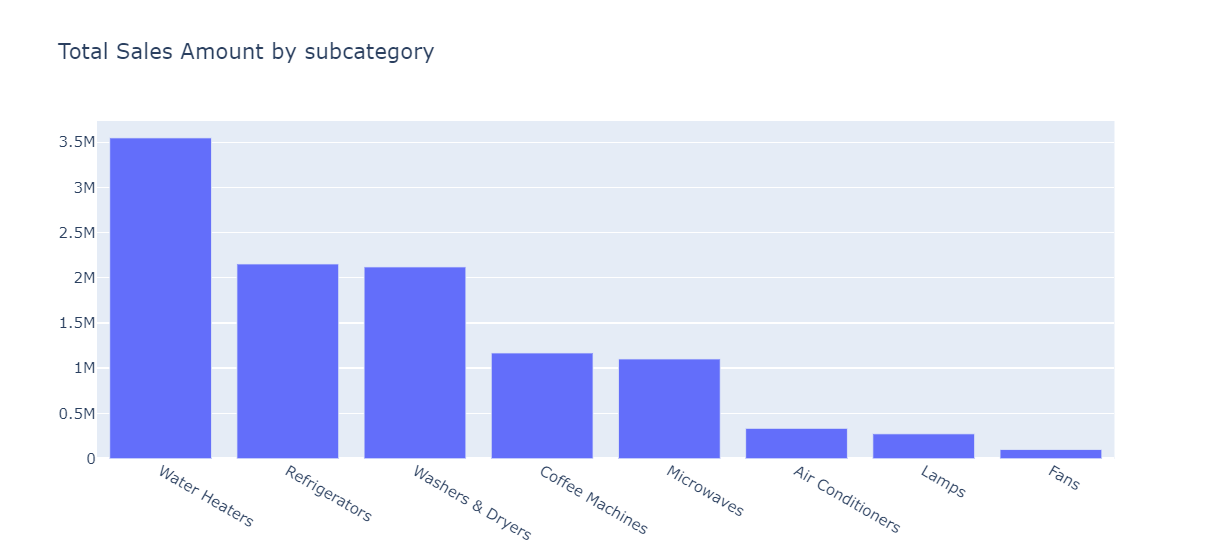 Total Sales Amount by subcategory
3.5M
3M
2.5M
2M
1.5M
1M
0.5M
0
Water Heaters
Refrigerators
Washers & Dryers
Coffee Machines
Microwaves
Air Conditioners
Lamps
Fans